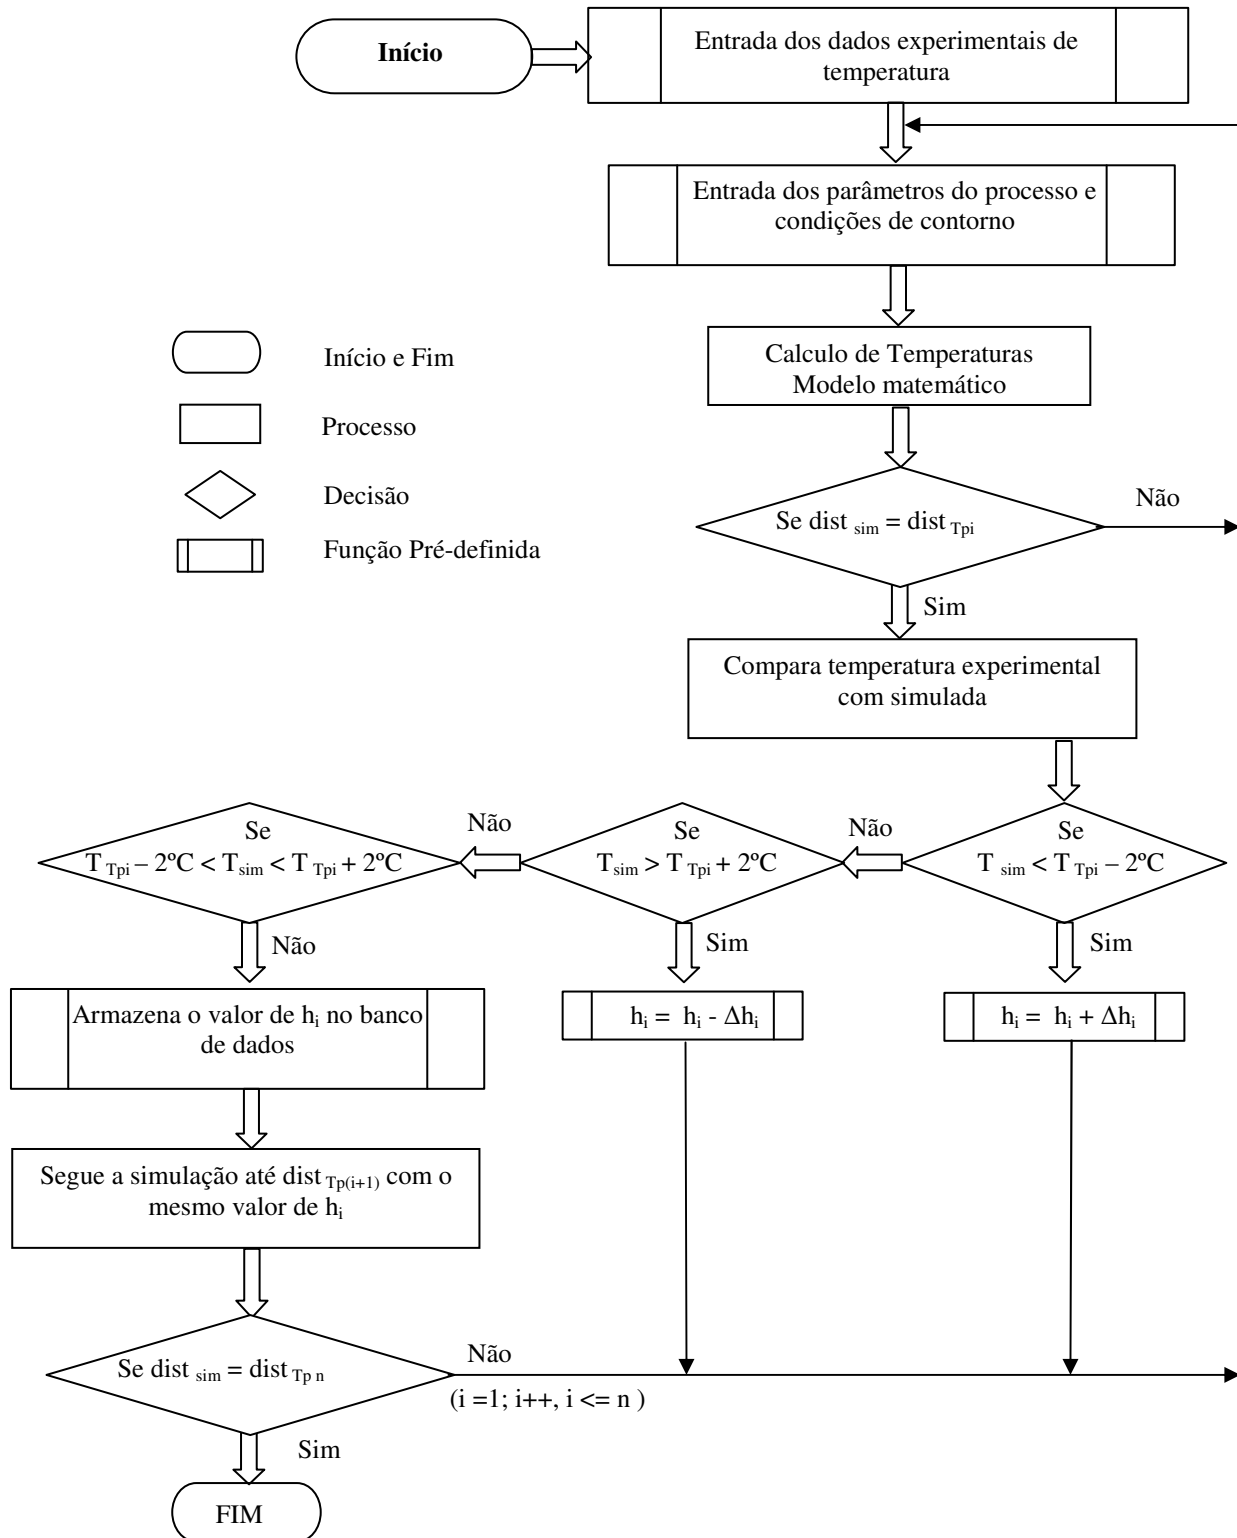 Início
Entrada dos dados experimentais de
temperatura
Entrada dos parâmetros do processo e
condições de contorno
Calculo de Temperaturas
Modelo matemático
Início e Fim
Processo
Decisão
Função Pré-definida
Se dist sim = dist Tpi
Não
Sim
Compara temperatura experimental
com simulada
Se
T sim < T Tpi – 2ºC
Não
Sim
Se
Tsim > T Tpi + 2ºC
Não
Sim
Se
T Tpi – 2ºC < Tsim < T Tpi + 2ºC
Não
hi = hi + Δhi
hi = hi - Δhi
Armazena o valor de hi no banco
de dados
Segue a simulação até dist Tp(i+1) com o
mesmo valor de hi
Se dist sim = dist Tp n
Não
(i =1; i++, i <= n )
Sim
FIM